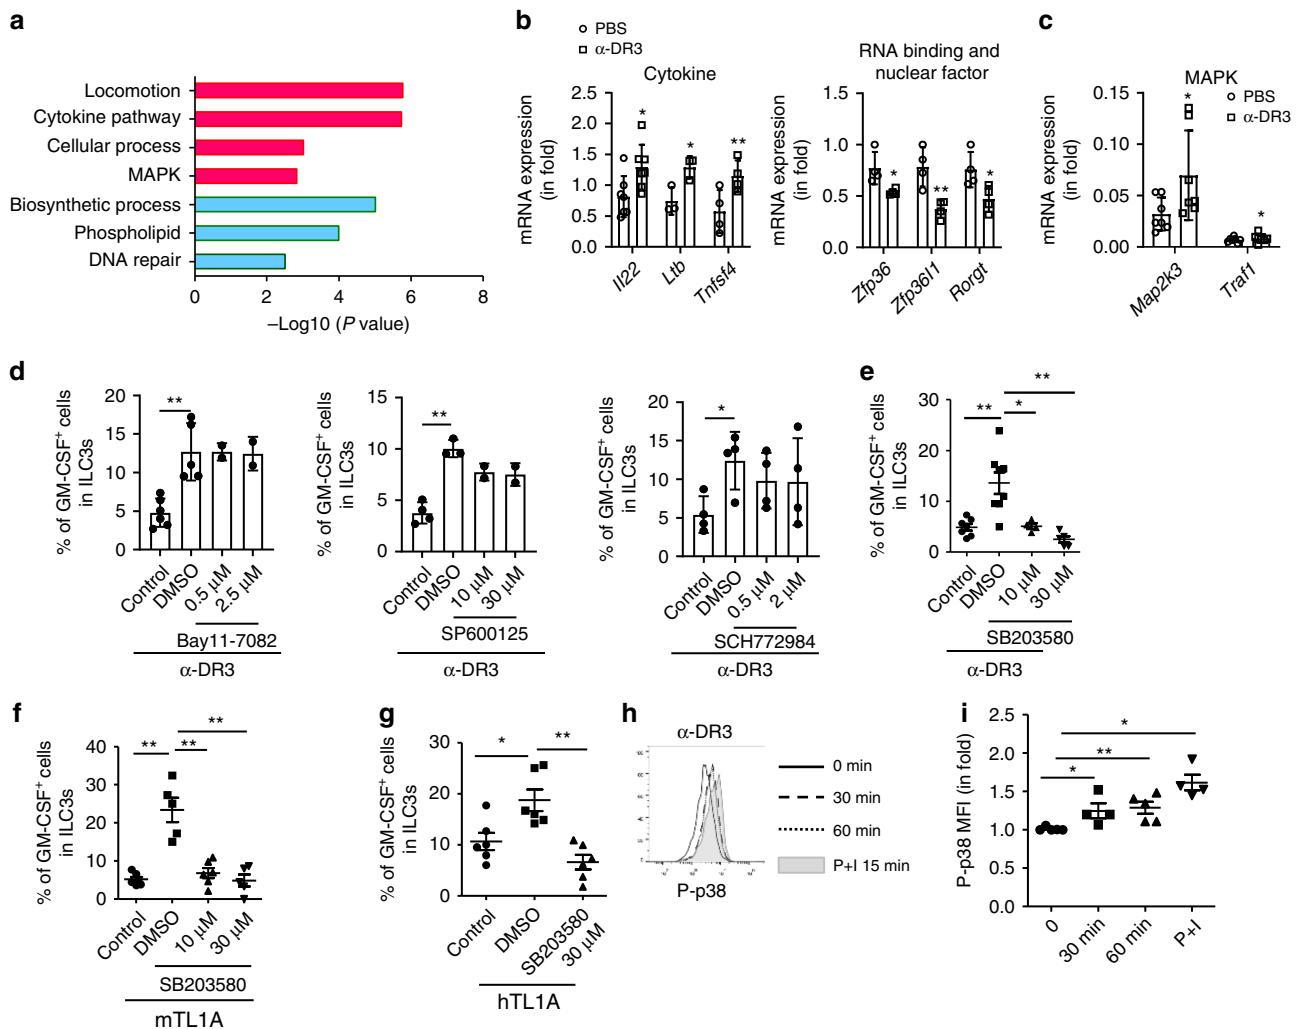 a
Locomotion
Cytokine pathway
Cellular process
MAPK
Biosynthetic process
Phospholipid
DNA repair
0 2 4 6 8
–Log10 (P value)
b
PBS
α-DR3
Cytokine
mRNA expression
(in fold)
2.5
2.0
1.5
1.0
0.5
0.0
* * **
Il22 Ltb Tnfsf4
RNA binding and
nuclear factor
mRNA expression
(in fold)
1.5
1.0
0.5
0.0
* ** *
Zfp36 Zfp36l1 Rorgt
c
MAPK
PBS
α-DR3
mRNA expression
(in fold)
0.15
0.10
0.05
0.00
* *
Map2k3 Traf1
d
% of GM-CSF+ cells
in ILC3s
20
15
10
5
0
**
Control DMSO 0.5 μM 2.5 μM
Bay11-7082
α-DR3
% of GM-CSF+ cells
in ILC3s
15
10
5
0
**
Control DMSO 10 μM 30 μM
SP600125
α-DR3
% of GM-CSF+ cells
in ILC3s
20
15
10
5
0
*
Control DMSO 0.5 μM 2 μM
SCH772984
α-DR3
e
% of GM-CSF+ cells
in ILC3s
30
20
10
0
** * **
Control DMSO 10 μM 30 μM
SB203580
α-DR3
f
% of GM-CSF+ cells
in ILC3s
40
30
20
10
0
** ** **
Control DMSO 10 μM 30 μM
SB203580
mTL1A
g
% of GM-CSF+ cells
in ILC3s
30
20
10
0
* **
Control DMSO SB203580 30 μM
hTL1A
h
α-DR3
P-p38
0 min
30 min
60 min
P+I 15 min
i
P-p38 MFI (in fold)
2.5
2.0
1.5
1.0
0.5
0.0
* ** *
0 30 min 60 min P+I